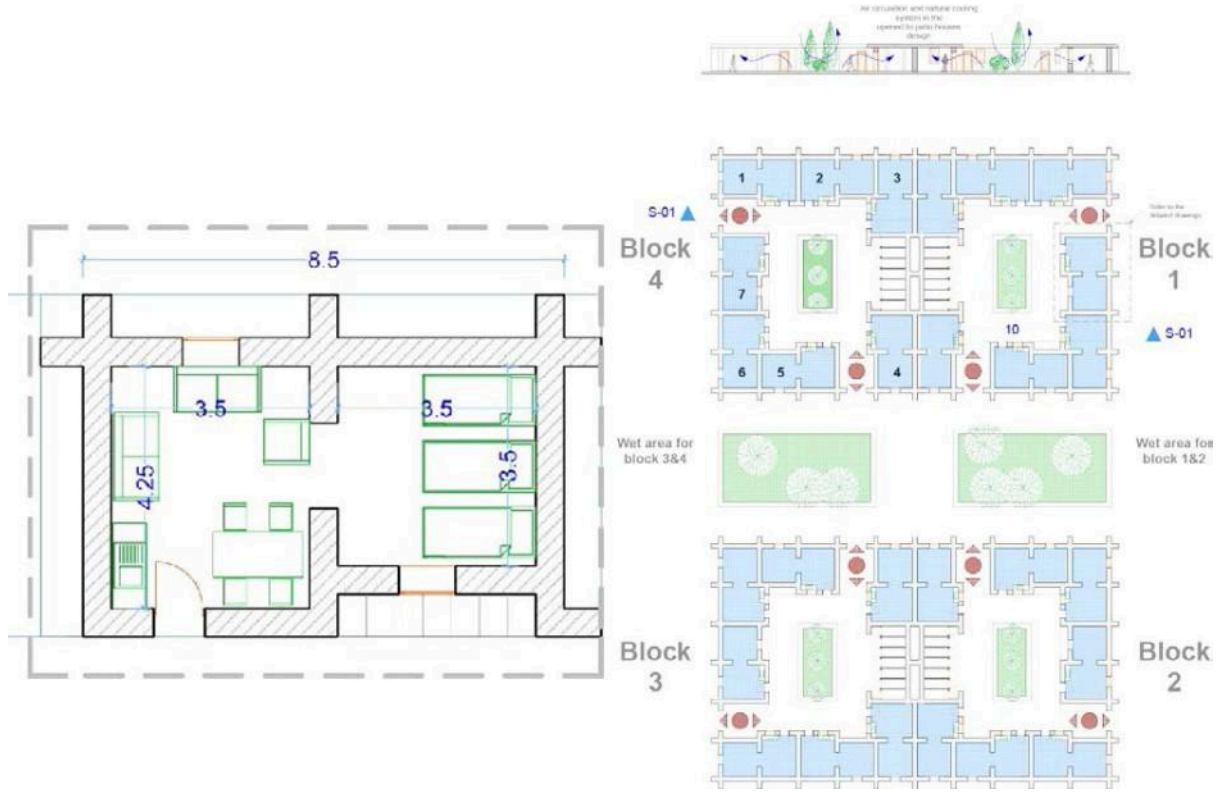 Air circulation and natural cooling
system in the
opened to patio houses
design
8.5
3.5
3.5
4.25
3.5
1
2
3
S-01
Block
4
Block
1
7
10
S-01
6
5
4
Wet area for
block 3&4
Wet area for
block 1&2
Block
3
Block
2